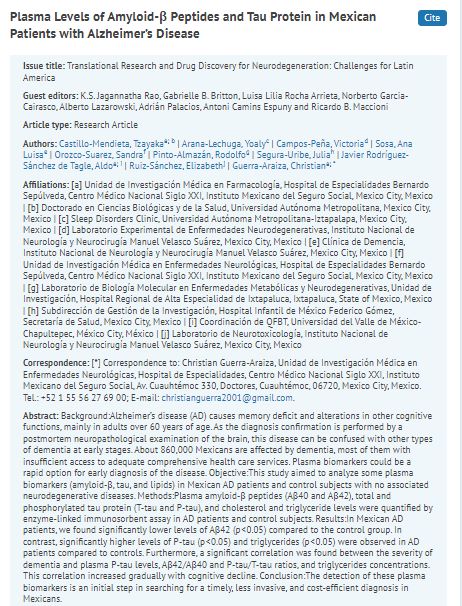 Plasma Levels of Amyloid-β Peptides and Tau Protein in Mexican
Cite
Patients with Alzheimer's Disease
Issue title: Translational Research and Drug Discovery for Neurodegeneration: Challenges for Latin
America
Guest editors: K.S. Jagannatha Rao, Gabrielle B. Britton, Luisa Lilia Rocha Arrieta, Norberto Garcia-
Cairasco, Alberto Lazarowski, Adrián Palacios, Antoni Camins Espuny and Ricardo B. Maccioni
Article type: Research Article
Authors: Castillo-Mendieta, Tzayaka[a; b] | Arana-Lechuga, Yoaly[c] | Campos-Peña, Victoria[d] | Sosa, Ana
Luisa[e] | Orozco-Suarez, Sandra[f] | Pinto-Almazán, Rodolfo[g] | Segura-Uribe, Julia[h] | Javier Rodríguez-
Sánchez de Tagle, Aldo[e; i] | Ruiz-Sánchez, Elizabeth[j] | Guerra-Araiza, Christian[a; *]
Affiliations: [a] Unidad de Investigación Médica en Farmacología, Hospital de Especialidades Bernardo
Sepúlveda, Centro Médico Nacional Siglo XXI, Instituto Mexicano del Seguro Social, Mexico City, Mexico
| [b] Doctorado en Ciencias Biológicas y de la Salud, Universidad Autónoma Metropolitana, Mexico City,
Mexico | [c] Sleep Disorders Clinic, Universidad Autónoma Metropolitana-Iztapalapa, Mexico City,
Mexico | [d] Laboratorio Experimental de Enfermedades Neurodegenerativas, Instituto Nacional de
Neurología y Neurocirugía Manuel Velasco Suárez, Mexico City, Mexico | [e] Clínica de Demencia,
Instituto Nacional de Neurología y Neurocirugía Manuel Velasco Suárez, Mexico City, Mexico | [f]
Unidad de Investigación Médica en Enfermedades Neurológicas, Hospital de Especialidades Bernardo
Sepúlveda, Centro Médico Nacional Siglo XXI, Instituto Mexicano del Seguro Social, Mexico City, Mexico
| [g] Laboratorio de Biología Molecular en Enfermedades Metabólicas y Neurodegenerativas, Unidad de
Investigación, Hospital Regional de Alta Especialidad de Ixtapaluca, Ixtapaluca, State of Mexico, Mexico
| [h] Subdirección de Gestión de la Investigación, Hospital Infantil de México Federico Gómez,
Secretaría de Salud, Mexico City, Mexico | [i] Coordinación de QFBT, Universidad del Valle de México-
Chapultepec, México City, México | [j] Laboratorio de Neurotoxicología, Instituto Nacional de
Neurología y Neurocirugía Manuel Velasco Suárez, Mexico City, Mexico
Correspondence: [*] Correspondence to: Christian Guerra-Araiza, Unidad de Investigación Médica en
Enfermedades Neurológicas, Hospital de Especialidades, Centro Médico Nacional Siglo XXI, Instituto
Mexicano del Seguro Social, Av. Cuauhtémoc 330, Doctores, Cuauhtémoc, 06720, Mexico City, Mexico.
Tel.: +52 1 55 56 27 69 00; E-mail: christianguerra2001@gmail.com.
Abstract: Background:Alzheimer's disease (AD) causes memory deficit and alterations in other cognitive
functions, mainly in adults over 60 years of age. As the diagnosis confirmation is performed by a
postmortem neuropathological examination of the brain, this disease can be confused with other types
of dementia at early stages. About 860,000 Mexicans are affected by dementia, most of them with
insufficient access to adequate comprehensive health care services. Plasma biomarkers could be a
rapid option for early diagnosis of the disease. Objective:This study aimed to analyze some plasma
biomarkers (amyloid-β, tau, and lipids) in Mexican AD patients and control subjects with no associated
neurodegenerative diseases. Methods:Plasma amyloid-β peptides (Aβ40 and Aβ42), total and
phosphorylated tau protein (T-tau and P-tau), and cholesterol and triglyceride levels were quantified by
enzyme-linked immunosorbent assay in AD patients and control subjects. Results:In Mexican AD
patients, we found significantly lower levels of Aβ42 (p<0.05) compared to the control group. In
contrast, significantly higher levels of P-tau (p<0.05) and triglycerides (p<0.05) were observed in AD
patients compared to controls. Furthermore, a significant correlation was found between the severity of
dementia and plasma P-tau levels, Aβ42/Aβ40 and P-tau/T-tau ratios, and triglycerides concentrations.
This correlation increased gradually with cognitive decline. Conclusion:The detection of these plasma
biomarkers is an initial step in searching for a timely, less invasive, and cost-efficient diagnosis in
Mexicans.